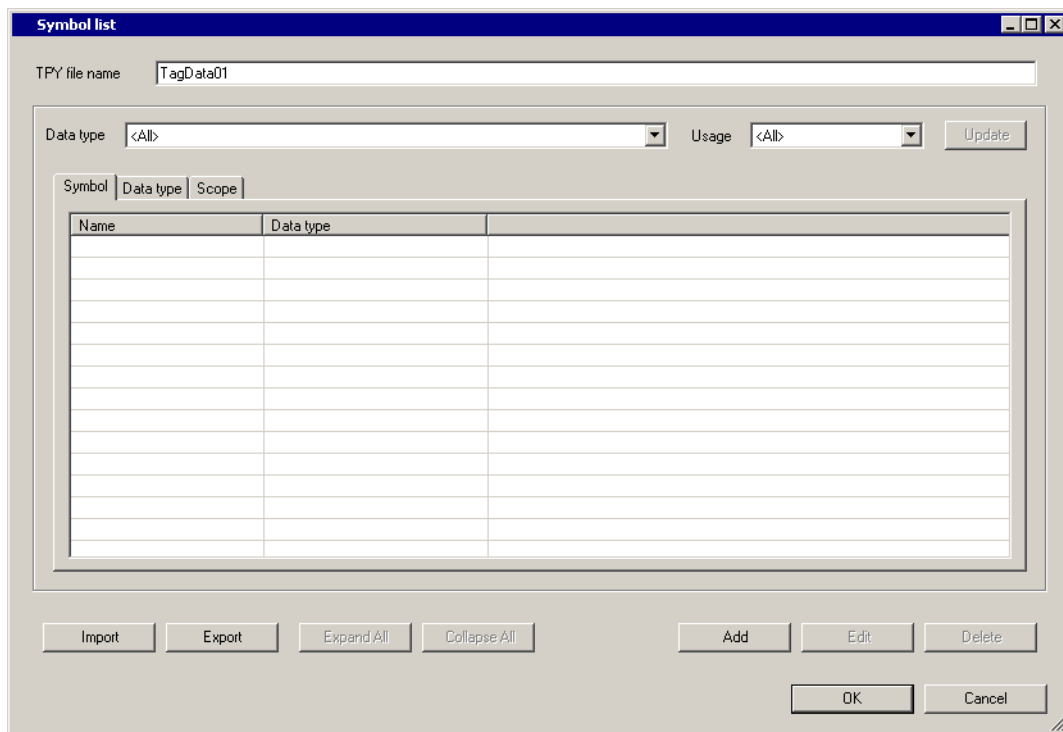 Symbol list
TPY file name TagData01
Data type <All> Usage <All> Update
Symbol Data type Scope
Name Data type
Import Export Expand All Collapse All Add Edit Delete
OK Cancel